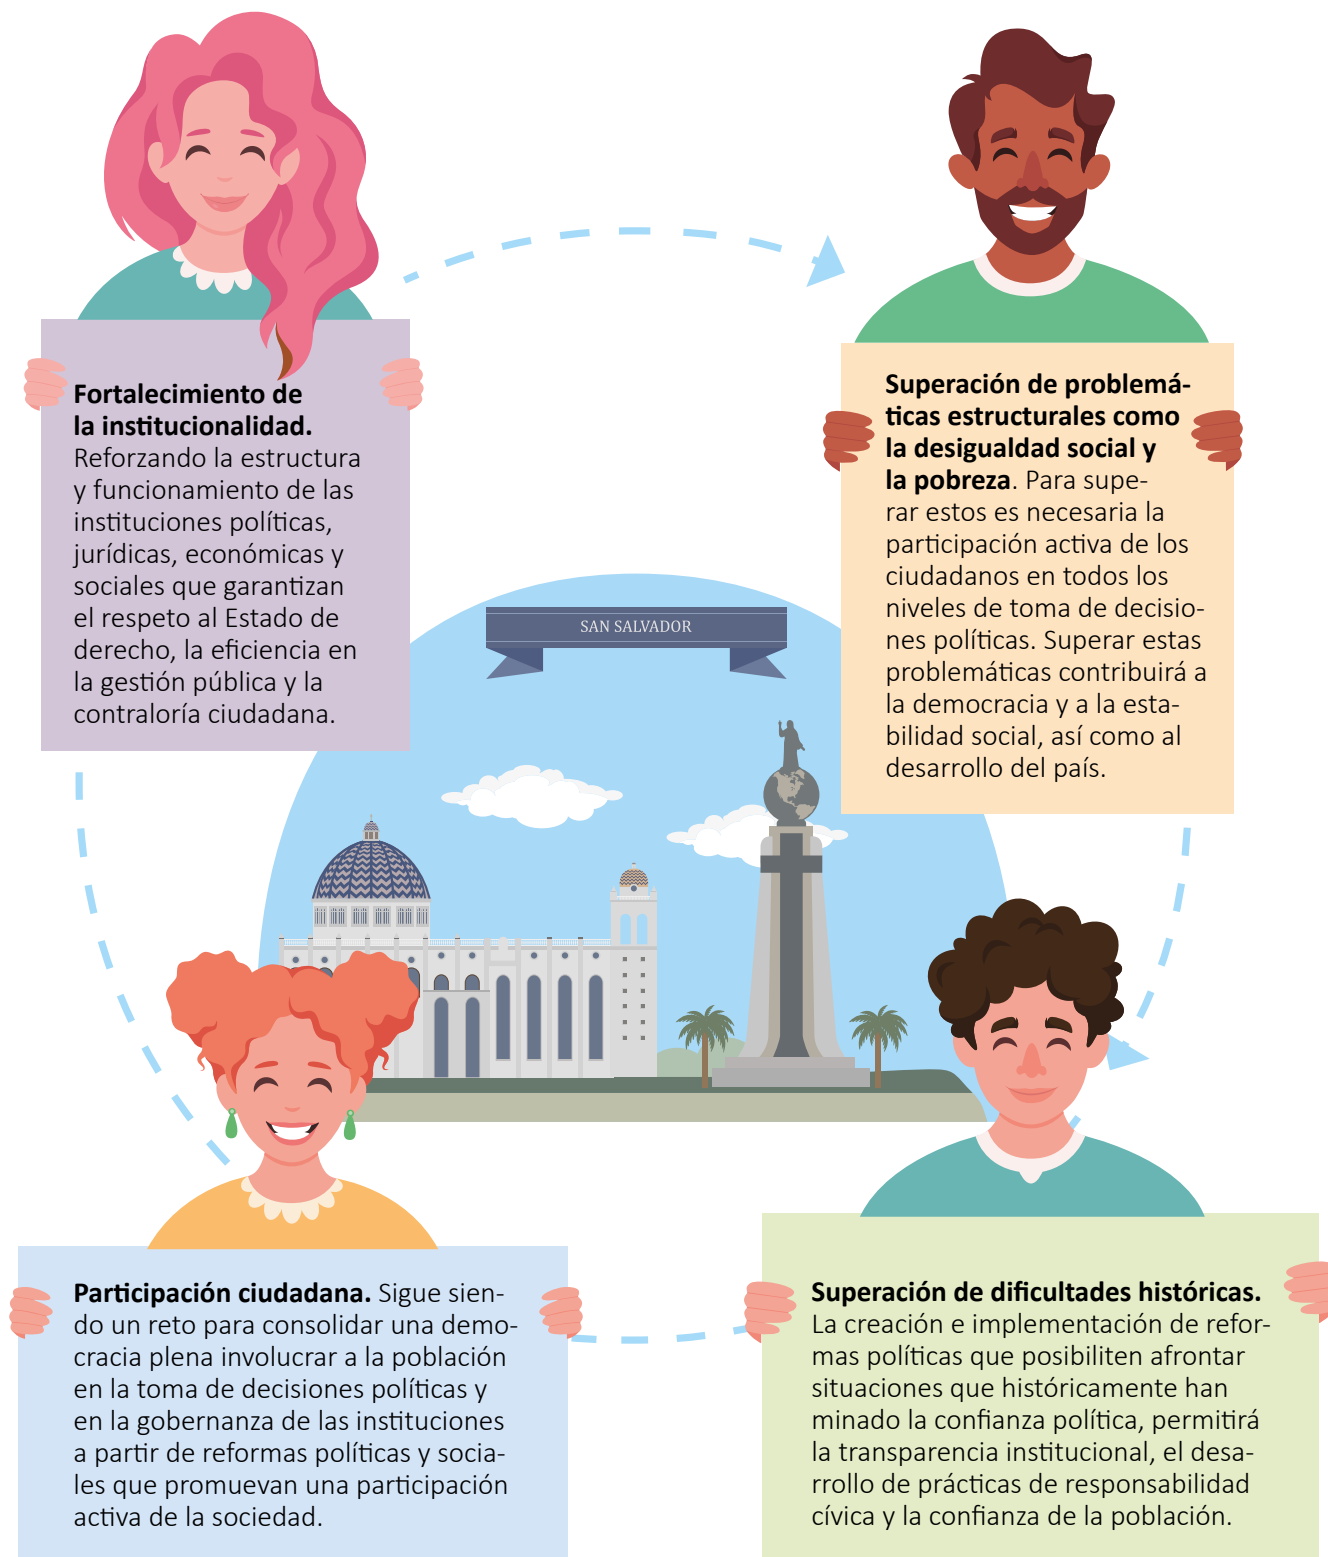 Fortalecimiento de
la institucionalidad.
Reforzando la estructura
y funcionamiento de las
instituciones políticas,
jurídicas, económicas y
sociales que garantizan
el respeto al Estado de
derecho, la eficiencia en
la gestión pública y la
contraloría ciudadana.
Superación de problemá-
ticas estructurales como
la desigualdad social y
la pobreza. Para supe-
rar estos es necesaria la
participación activa de los
ciudadanos en todos los
niveles de toma de decisio-
nes políticas. Superar estas
problemáticas contribuirá a
la democracia y a la esta-
bilidad social, así como al
desarrollo del país.
SAN SALVADOR
Participación ciudadana. Sigue sien-
do un reto para consolidar una demo-
cracia plena involucrar a la población
en la toma de decisiones políticas y
en la gobernanza de las instituciones
a partir de reformas políticas y socia-
les que promuevan una participación
activa de la sociedad.
Superación de dificultades históricas.
La creación e implementación de refor-
mas políticas que posibiliten afrontar
situaciones que históricamente han
minado la confianza política, permitirá
la transparencia institucional, el desa-
rrollo de prácticas de responsabilidad
cívica y la confianza de la población.